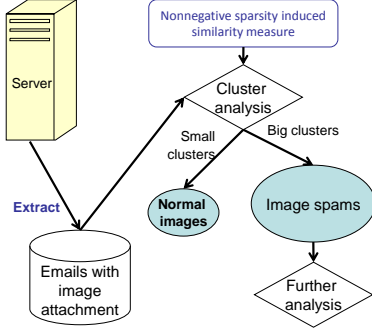 Nonnegative sparsity induced
similarity measure
Server
Cluster
analysis
Small
clusters
Big clusters
Extract
Normal
images
Image spams
Emails with
image
attachment
Further
analysis